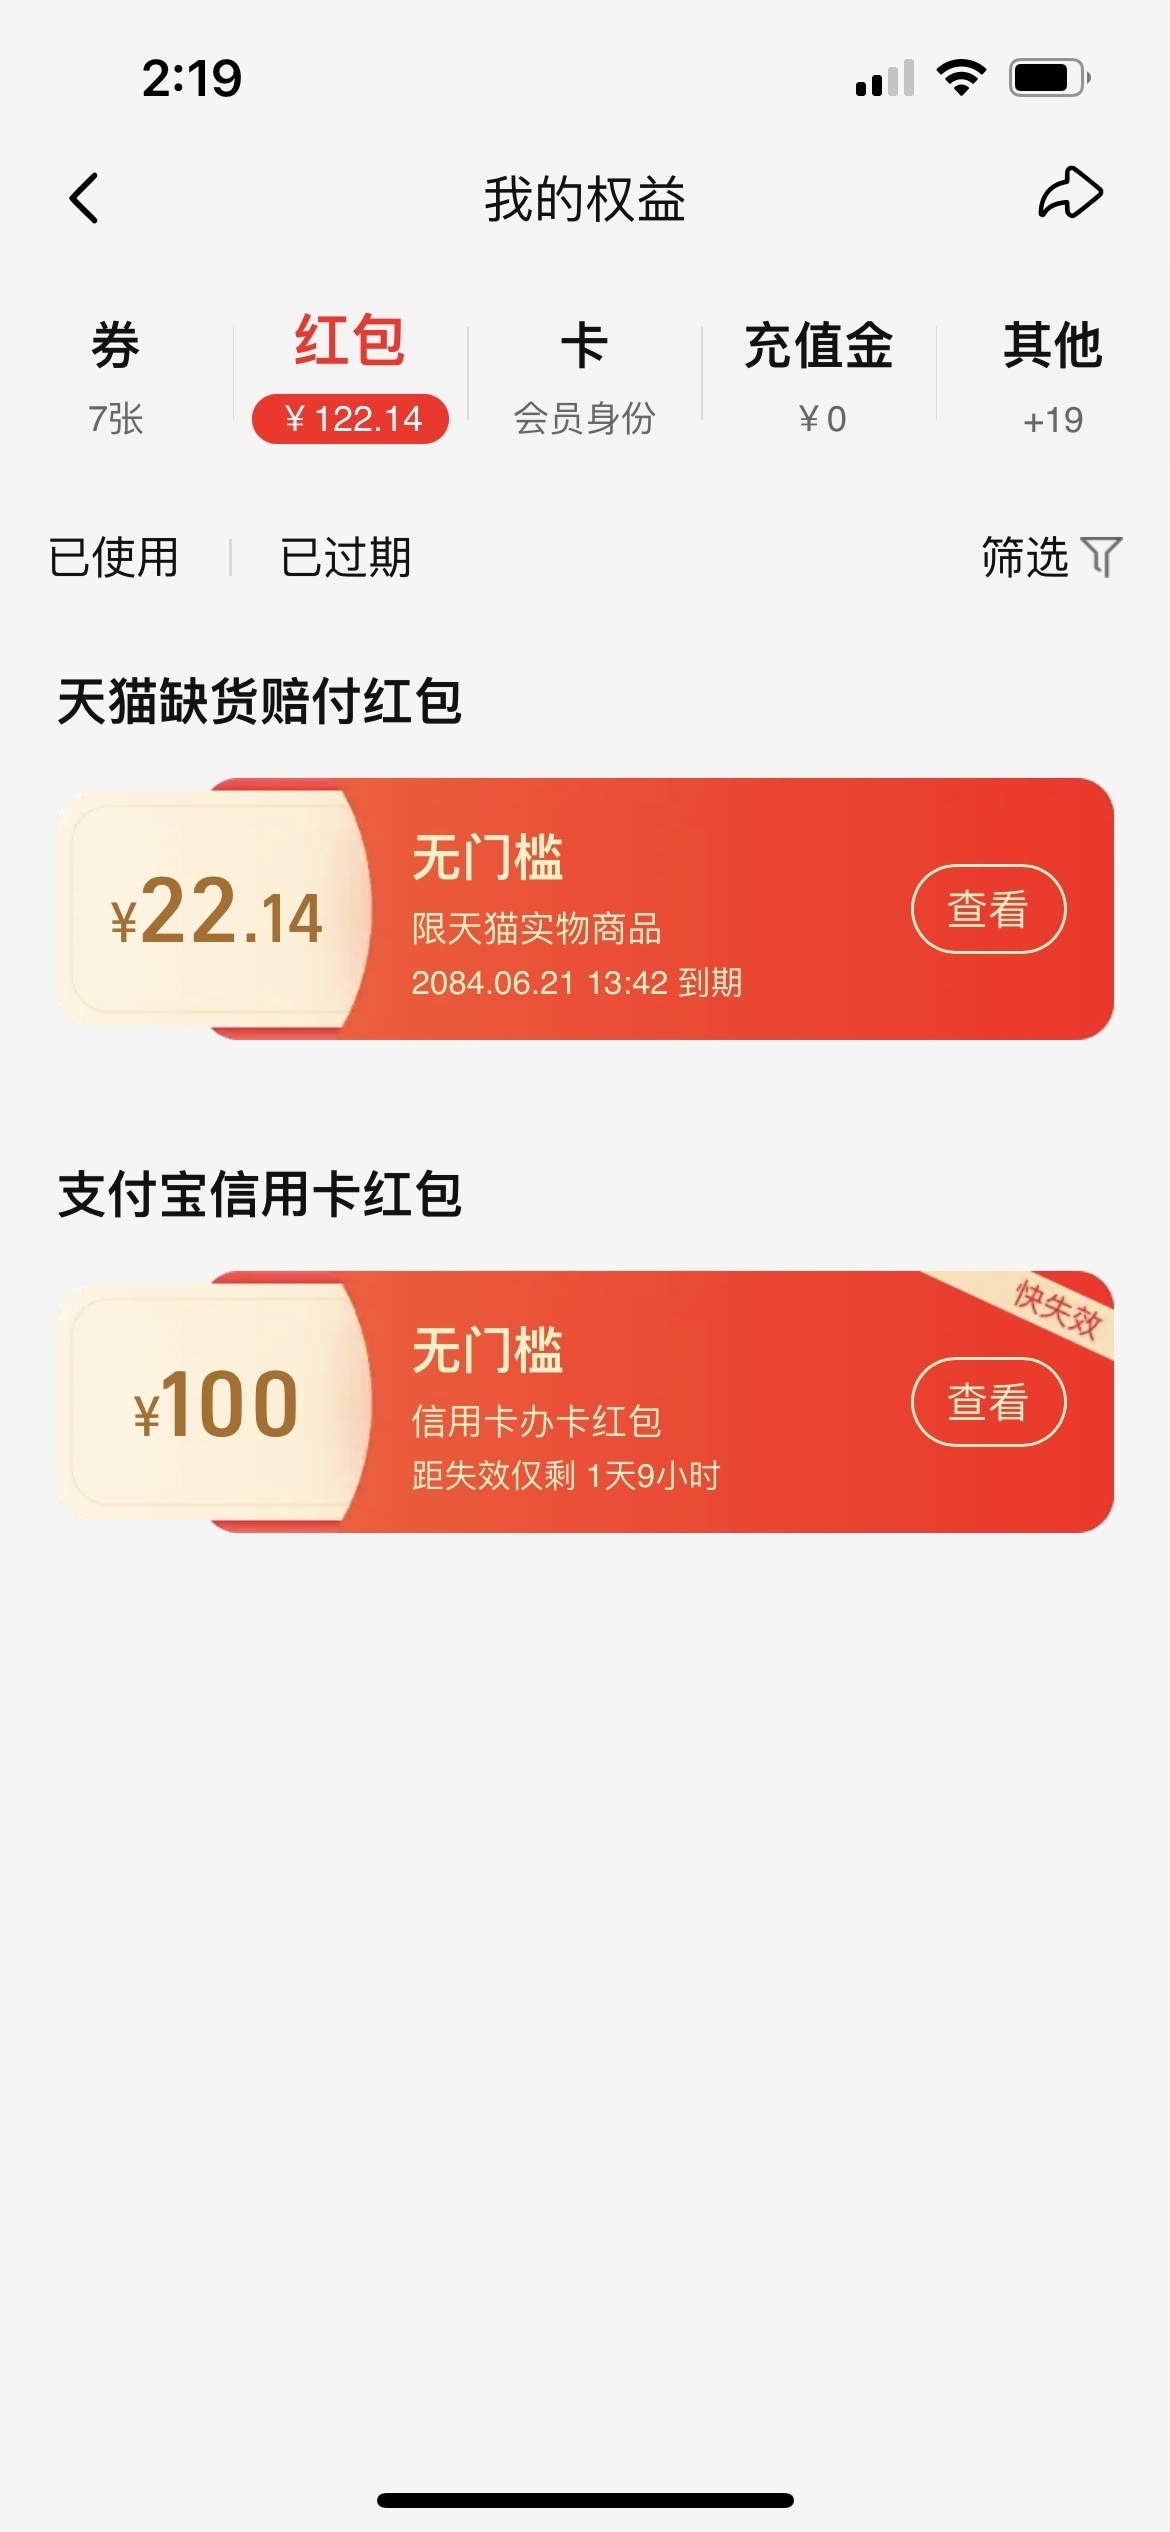 2:19
我的权益
券 红包 卡 充值金 其他
7张 ¥122.14 会员身份 ¥0 +19
已使用 已过期 筛选
天猫缺货赔付红包
¥22.14
无门槛
限天猫实物商品
2084.06.21 13:42 到期
查看
支付宝信用卡红包
快失效
¥100
无门槛
信用卡办卡红包
距失效仅剩 1天9小时
查看